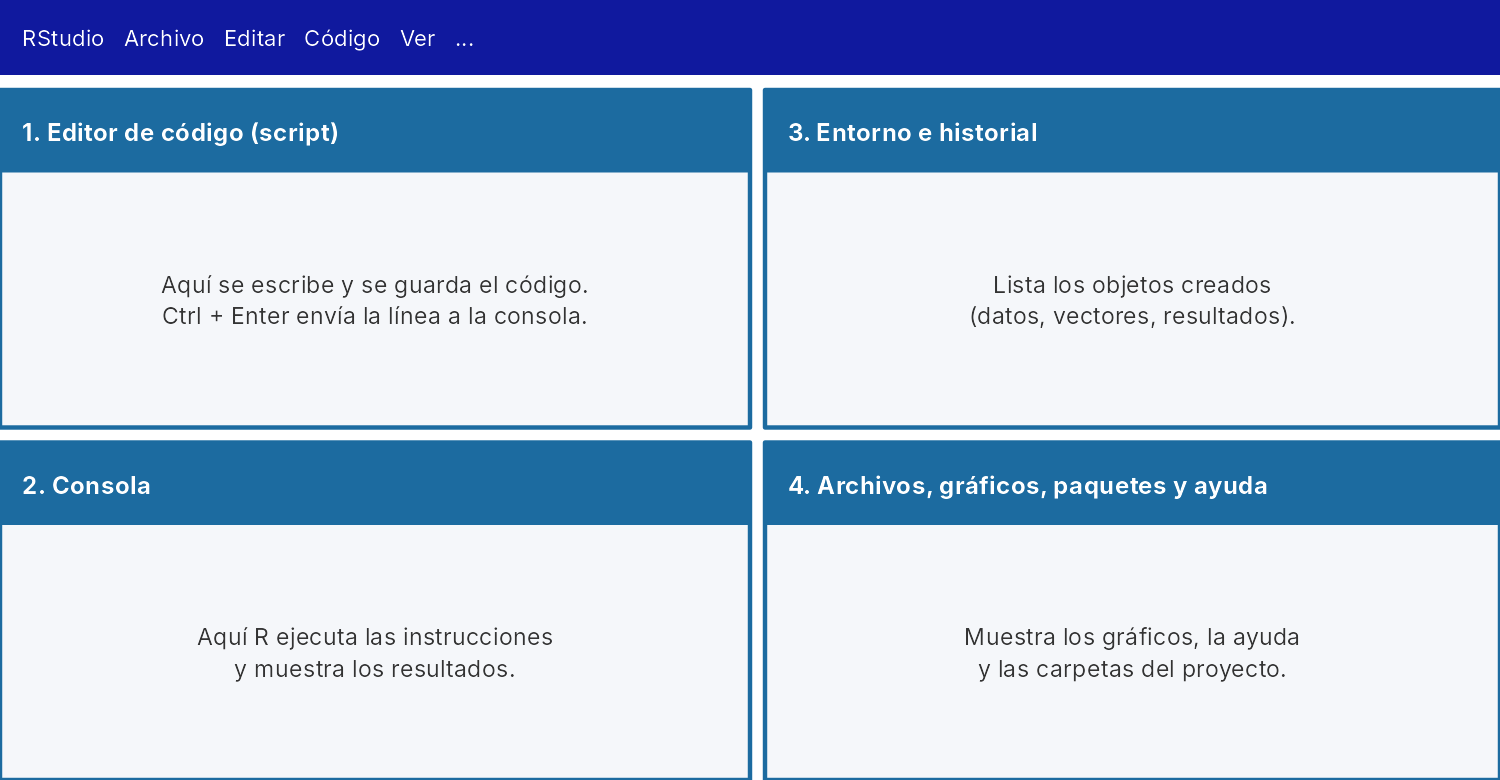 RStudio Archivo Editar Código Ver ...
1. Editor de código (script)
Aquí se escribe y se guarda el código.
Ctrl + Enter envía la línea a la consola.
3. Entorno e historial
Lista los objetos creados
(datos, vectores, resultados).
2. Consola
Aquí R ejecuta las instrucciones
y muestra los resultados.
4. Archivos, gráficos, paquetes y ayuda
Muestra los gráficos, la ayuda
y las carpetas del proyecto.